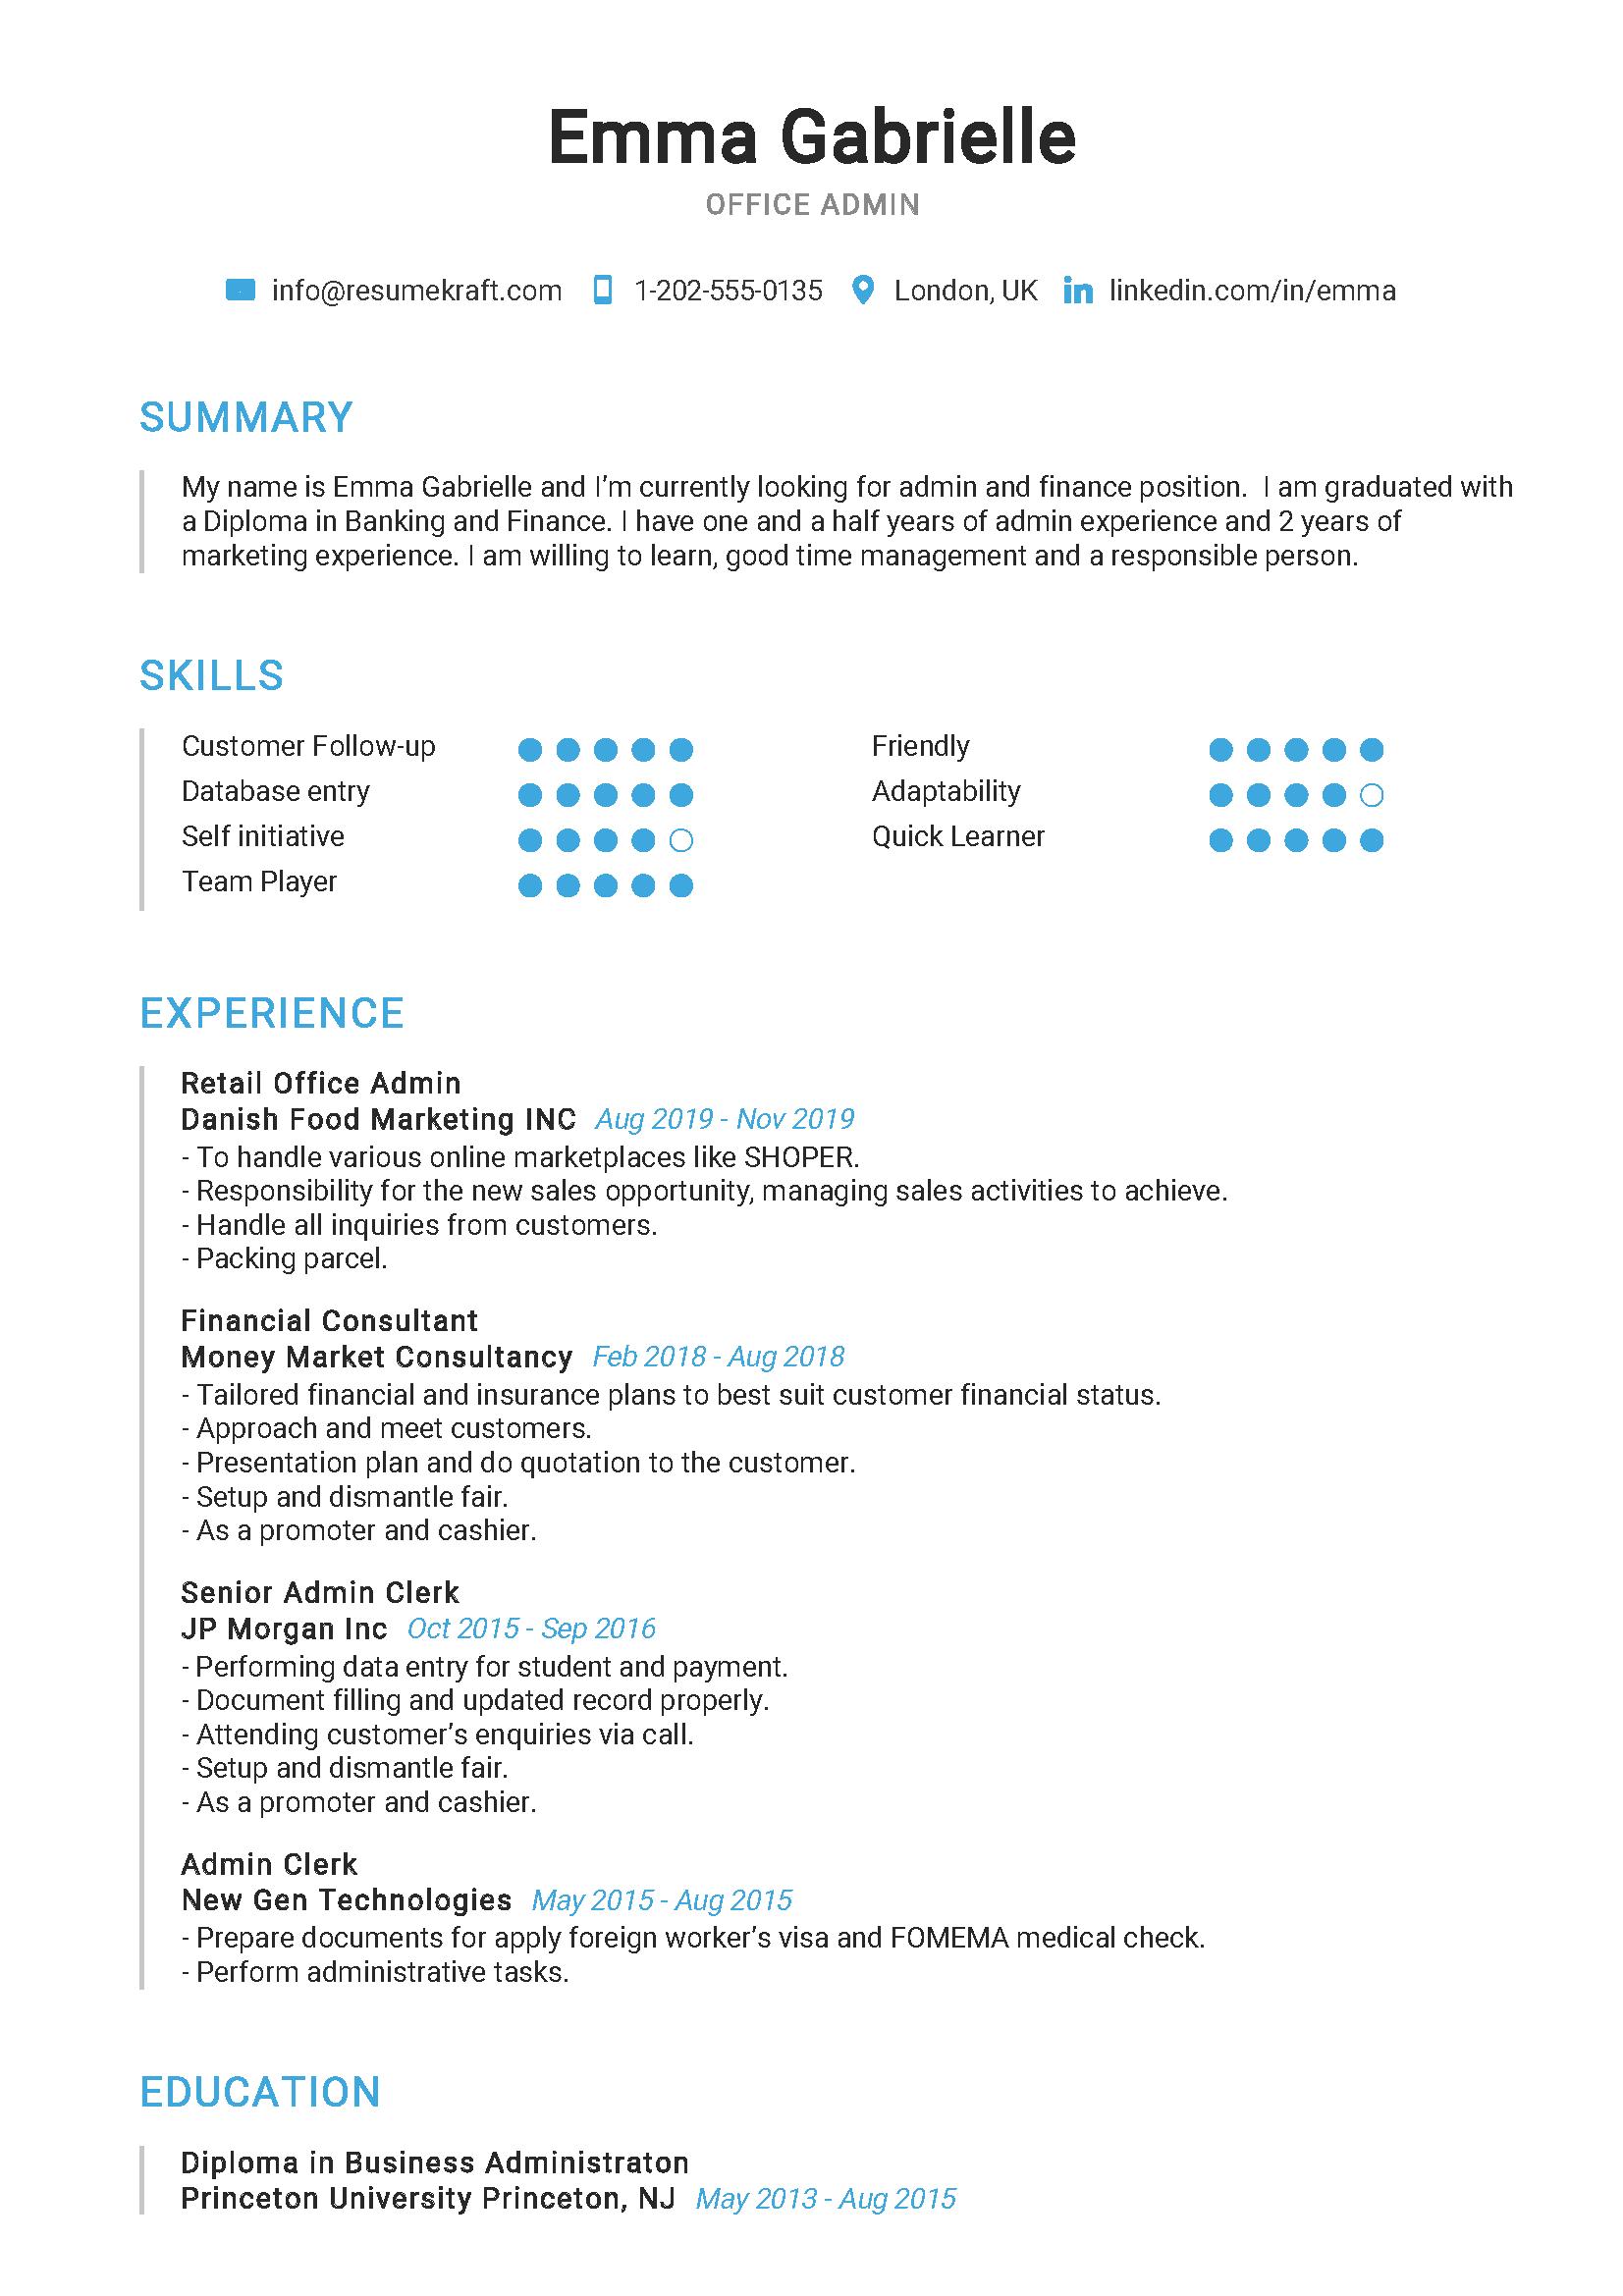 Emma Gabrielle
OFFICE ADMIN
info@resumekraft.com 1-202-555-0135 London, UK linkedin.com/in/emma
SUMMARY
My name is Emma Gabrielle and I’m currently looking for admin and finance position.  I am graduated with
a Diploma in Banking and Finance. I have one and a half years of admin experience and 2 years of
marketing experience. I am willing to learn, good time management and a responsible person.
SKILLS
Customer Follow-up
Database entry
Self initiative
Team Player
Friendly
Adaptability
Quick Learner
EXPERIENCE
Retail Office Admin
Danish Food Marketing INC Aug 2019 - Nov 2019
- To handle various online marketplaces like SHOPER.
- Responsibility for the new sales opportunity, managing sales activities to achieve.
- Handle all inquiries from customers.
- Packing parcel.
Financial Consultant
Money Market Consultancy Feb 2018 - Aug 2018
- Tailored financial and insurance plans to best suit customer financial status.
- Approach and meet customers.
- Presentation plan and do quotation to the customer.
- Setup and dismantle fair.
- As a promoter and cashier.
Senior Admin Clerk
JP Morgan Inc Oct 2015 - Sep 2016
- Performing data entry for student and payment.
- Document filling and updated record properly.
- Attending customer’s enquiries via call.
- Setup and dismantle fair.
- As a promoter and cashier.
Admin Clerk
New Gen Technologies May 2015 - Aug 2015
- Prepare documents for apply foreign worker’s visa and FOMEMA medical check.
- Perform administrative tasks.
EDUCATION
Diploma in Business Administraton
Princeton University Princeton, NJ May 2013 - Aug 2015